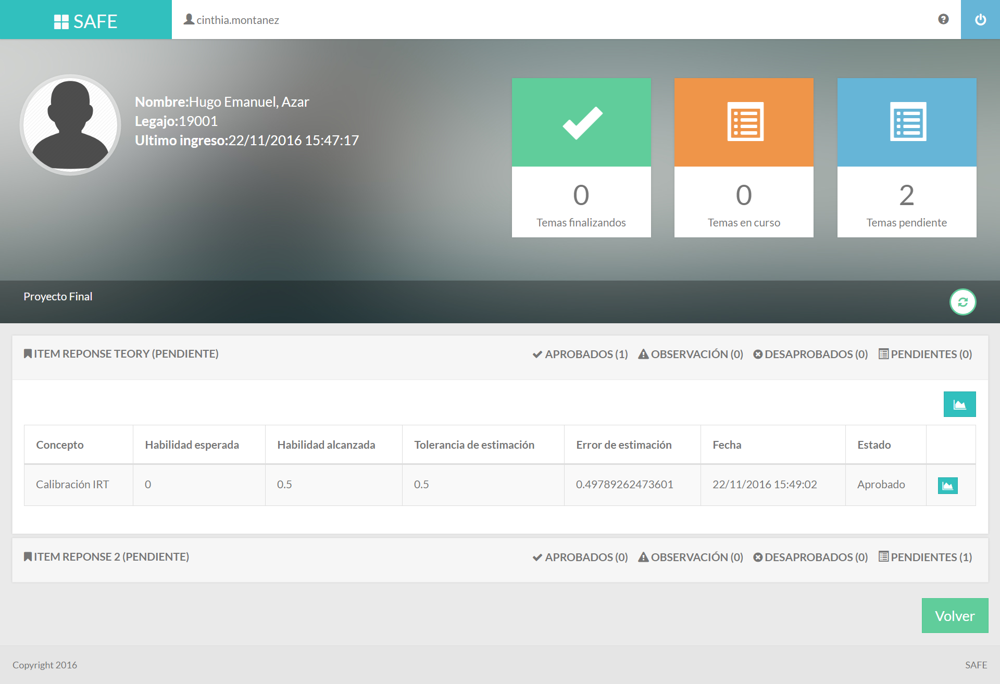 SAFE
cinthia.montanez
Nombre:Hugo Emanuel, Azar
Legajo:19001
Ultimo ingreso:22/11/2016 15:47:17
0
Temas finalizandos
0
Temas en curso
2
Temas pendiente
Proyecto Final
ITEM REPONSE TEORY (PENDIENTE)
APROBADOS (1) OBSERVACIÓN (0) DESAPROBADOS (0) PENDIENTES (0)
Concepto Habilidad esperada Habilidad alcanzada Tolerancia de estimación Error de estimación Fecha Estado
Calibración IRT 0 0.5 0.5 0.49789262473601 22/11/2016 15:49:02 Aprobado
ITEM REPONSE 2 (PENDIENTE)
APROBADOS (0) OBSERVACIÓN (0) DESAPROBADOS (0) PENDIENTES (1)
Volver
Copyright 2016
SAFE